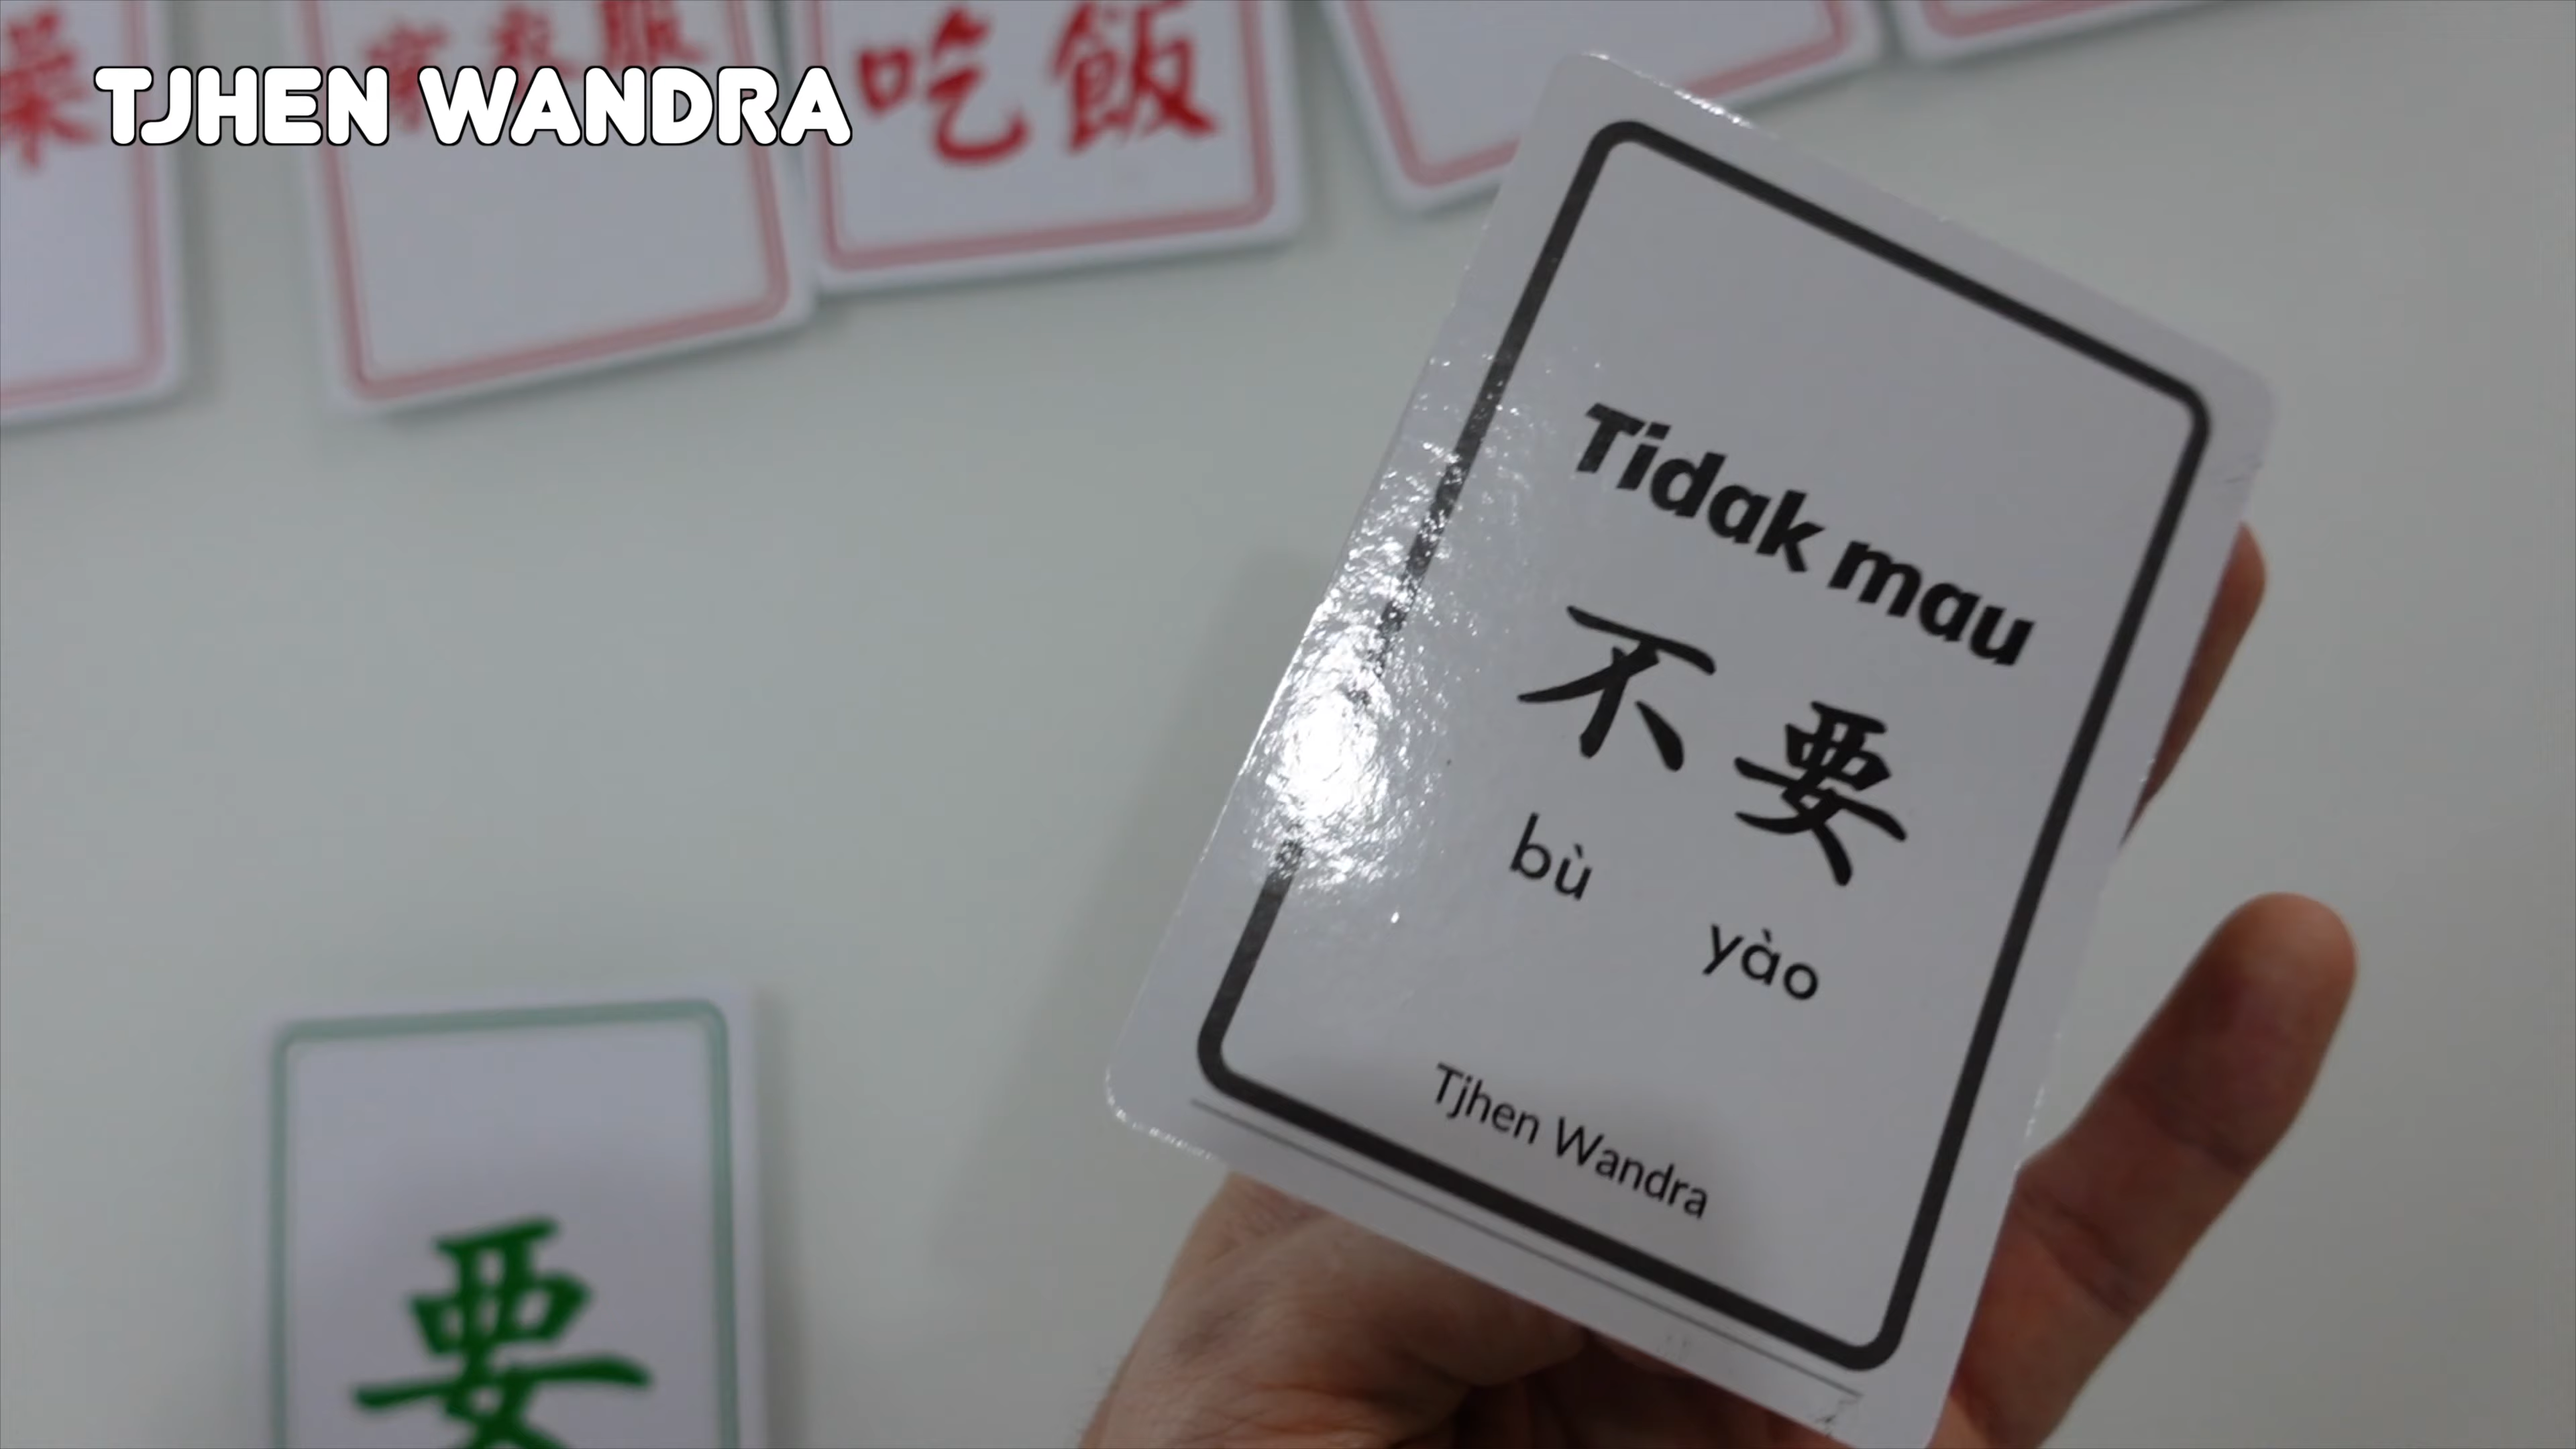 TJHEN WANDRA
吃飯
Tidak mau
不要
bù yào
Tjhen Wandra
要